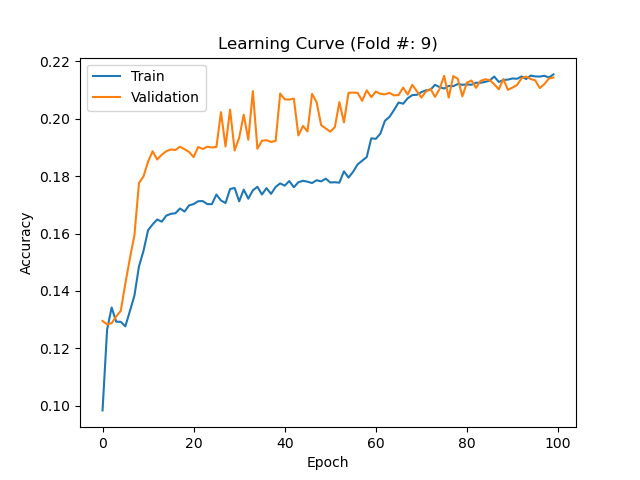 Learning Curve (Fold #: 9)
Train
Validation
0.22
0.20
0.18
0.16
0.14
0.12
0.10
Accuracy
0
20
40
60
80
100
Epoch